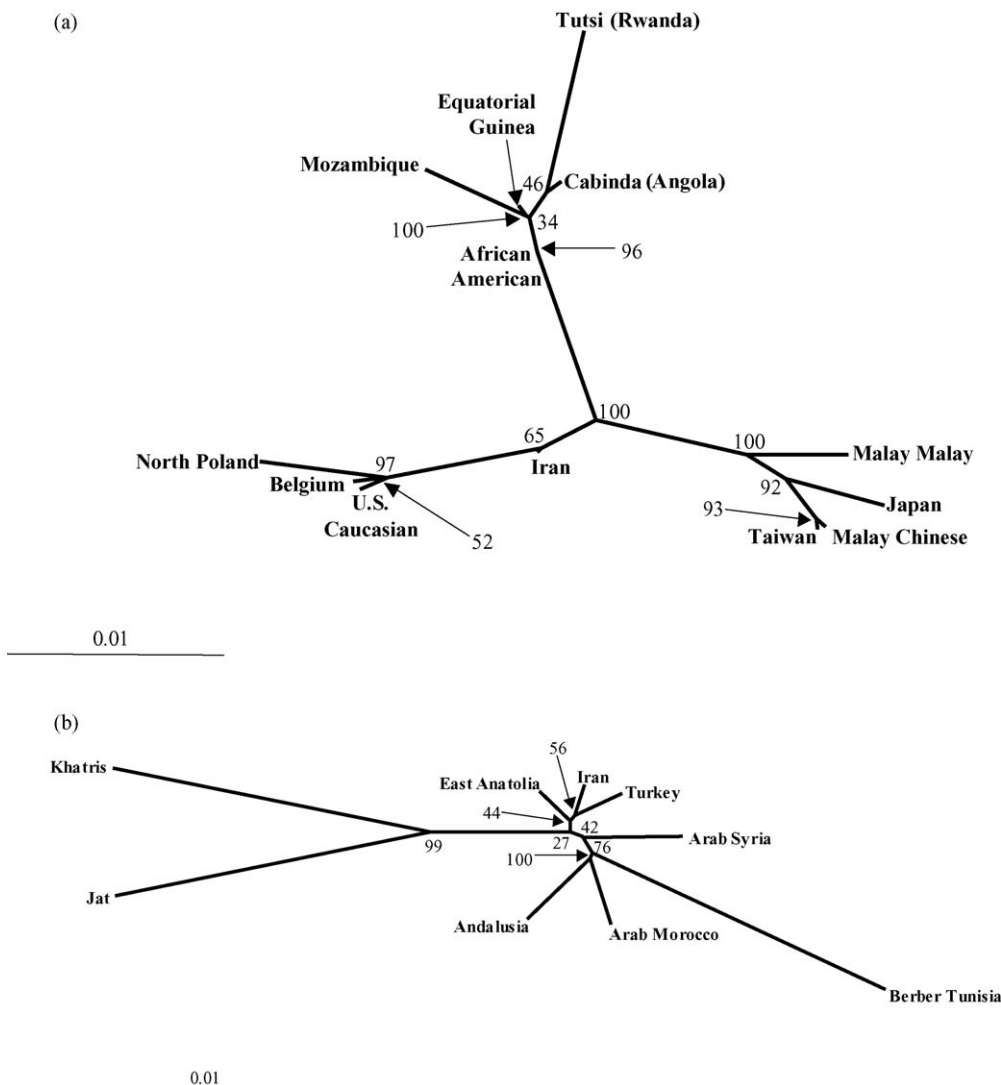 (a)
Tutsi (Rwanda)
Equatorial
Guinea
Mozambique
46
Cabinda (Angola)
100
34
African
American
96
100
65
Iran
100
Malay Malay
North Poland
97
Belgium
U.S.
Caucasian
52
92
Japan
93
Taiwan
Malay Chinese
0.01
(b)
56
Khatris
East Anatolia
Iran
Turkey
44
42
Arab Syria
99
27
76
100
Jat
Andalusia
Arab Morocco
Berber Tunisia
0.01